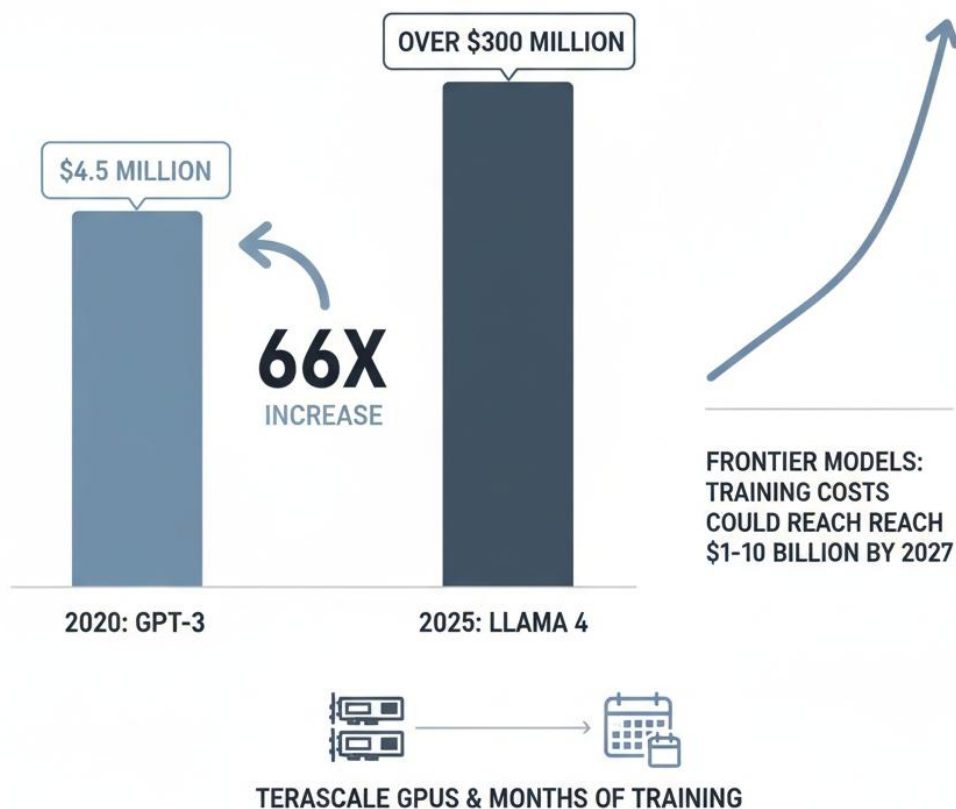 OVER $300 MILLION
$4.5 MILLION
66X
INCREASE
FRONTIER MODELS:
TRAINING COSTS
COULD REACH REACH
$1-10 BILLION BY 2027
2020: GPT-3
2025: LLAMA 4
TERASCALE GPUS & MONTHS OF TRAINING